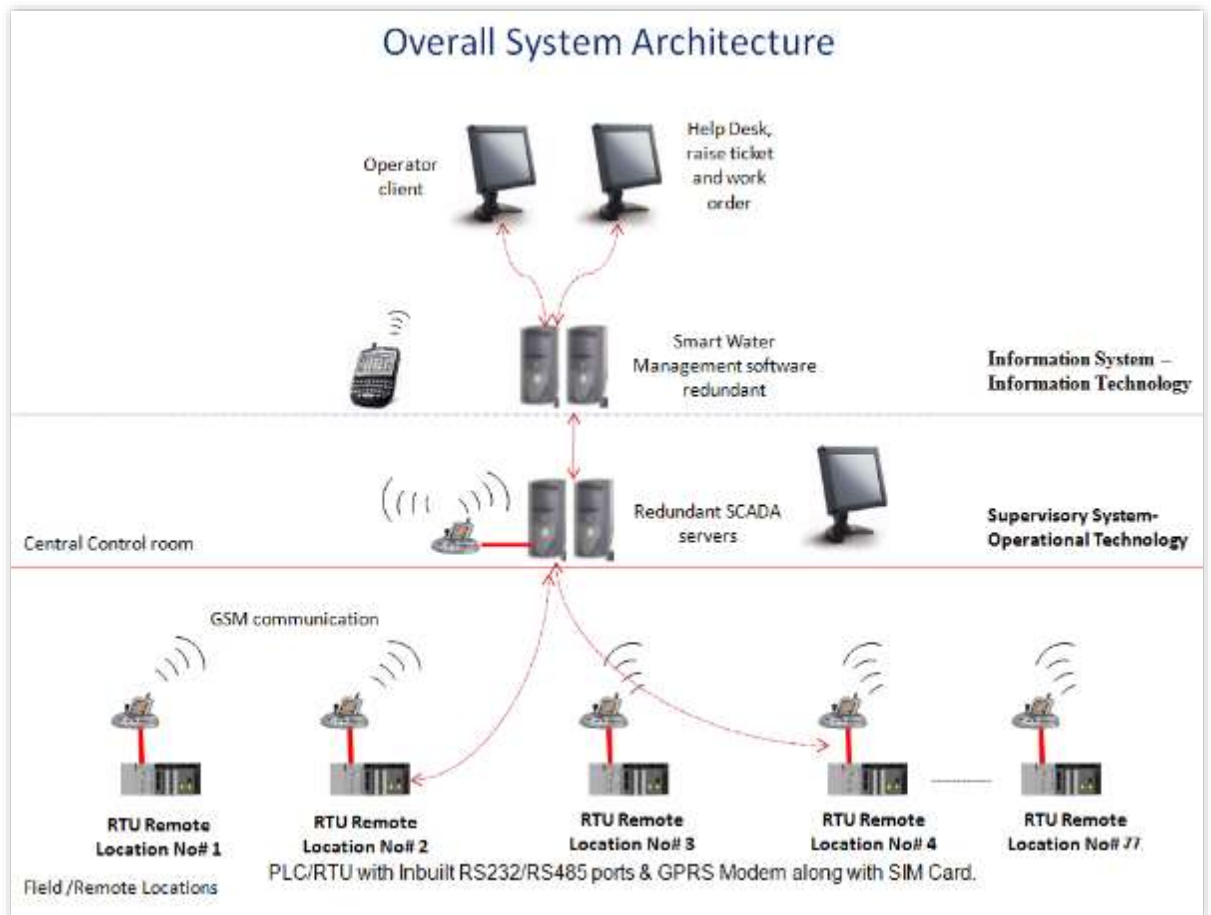 Overall System Architecture
Operator
client
Help Desk,
raise ticket
and work
order
Smart Water
Management software
redundant
Information System –
Information Technology
Redundant SCADA
servers
Supervisory System-
Operational Technology
Central Control room
GSM communication
RTU Remote
Location No# 1
RTU Remote
Location No# 2
RTU Remote
Location No# 3
RTU Remote
Location No# 4
RTU Remote
Location No# 77
PLC/RTU with Inbuilt RS232/RS485 ports & GPRS Modem along with SIM Card.
Field /Remote Locations